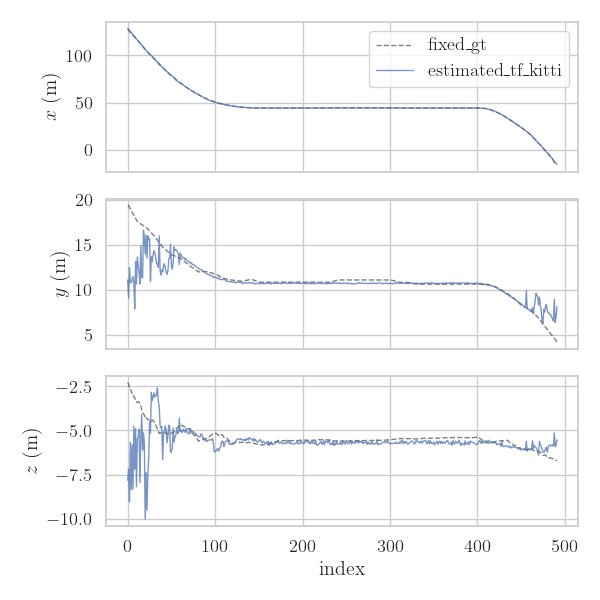 100
50
0
x (m)
fixed_gt
estimated_tf_kitti
20
15
10
5
y (m)
−2.5
−5.0
−7.5
−10.0
z (m)
0 100 200 300 400 500
index